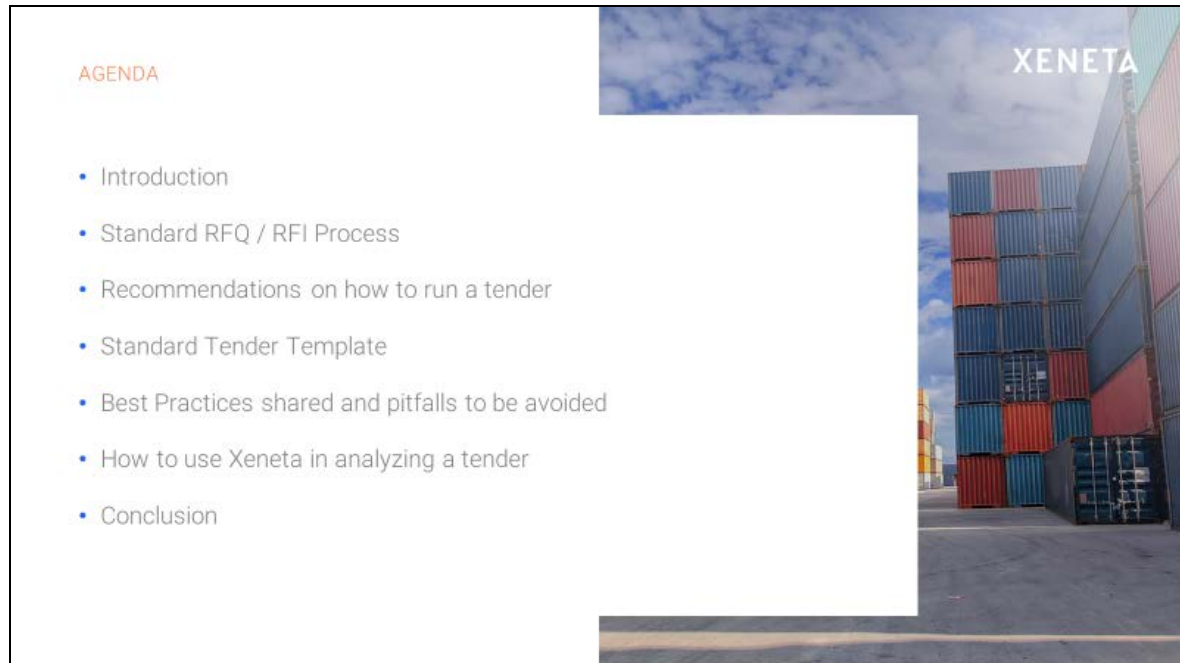 AGENDA
XENETA
• Introduction
• Standard RFQ / RFI Process
• Recommendations on how to run a tender
• Standard Tender Template
• Best Practices shared and pitfalls to be avoided
• How to use Xeneta in analyzing a tender
• Conclusion